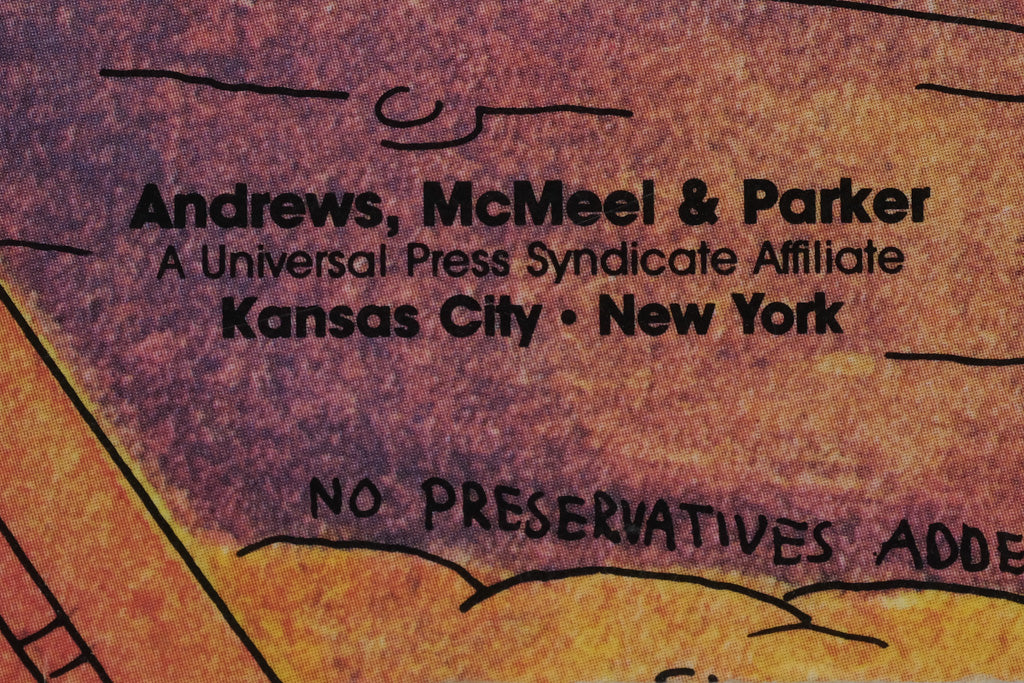 Andrews, McMeel & Parker
A Universal Press Syndicate Affiliate
Kansas City • New York
NO PRESERVATIVES ADDE